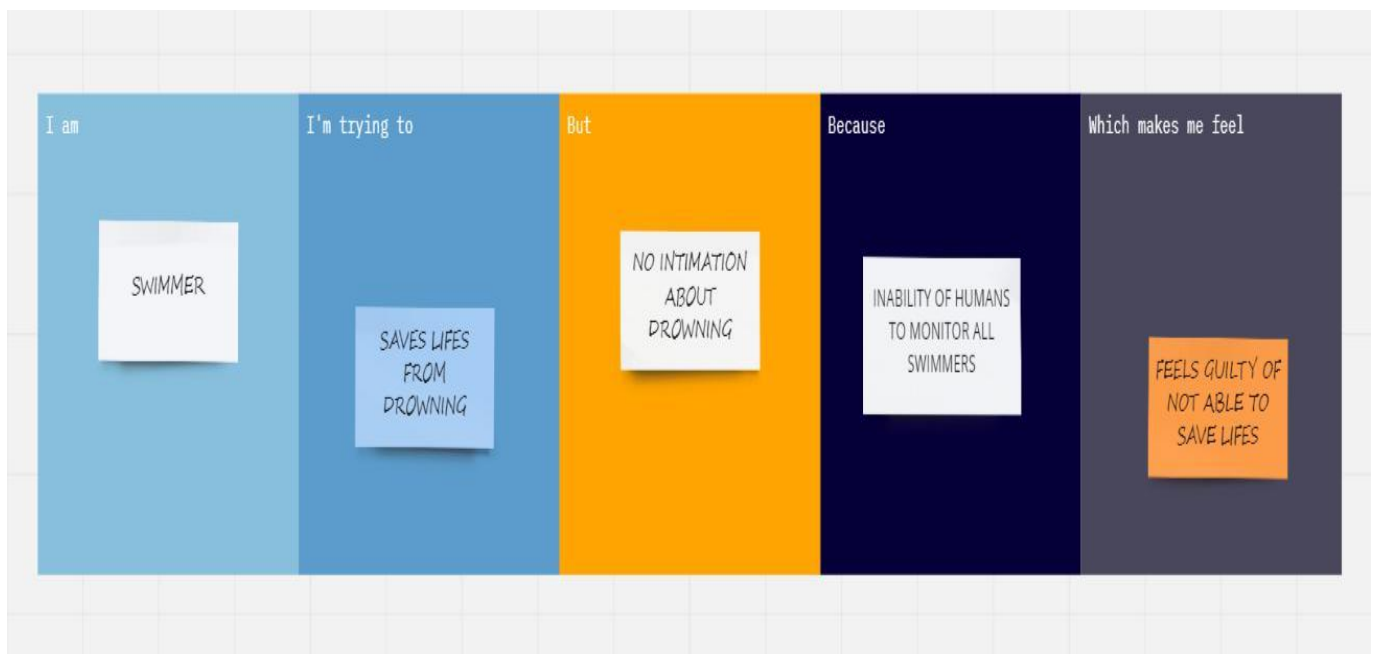 I am
SWIMMER
I'm trying to
SAVES LIFES
FROM
DROWNING
But
NO INTIMATION
ABOUT
DROWNING
Because
INABILITY OF HUMANS
TO MONITOR ALL
SWIMMERS
Which makes me feel
FEELS GUILTY OF
NOT ABLE TO
SAVE LIFES